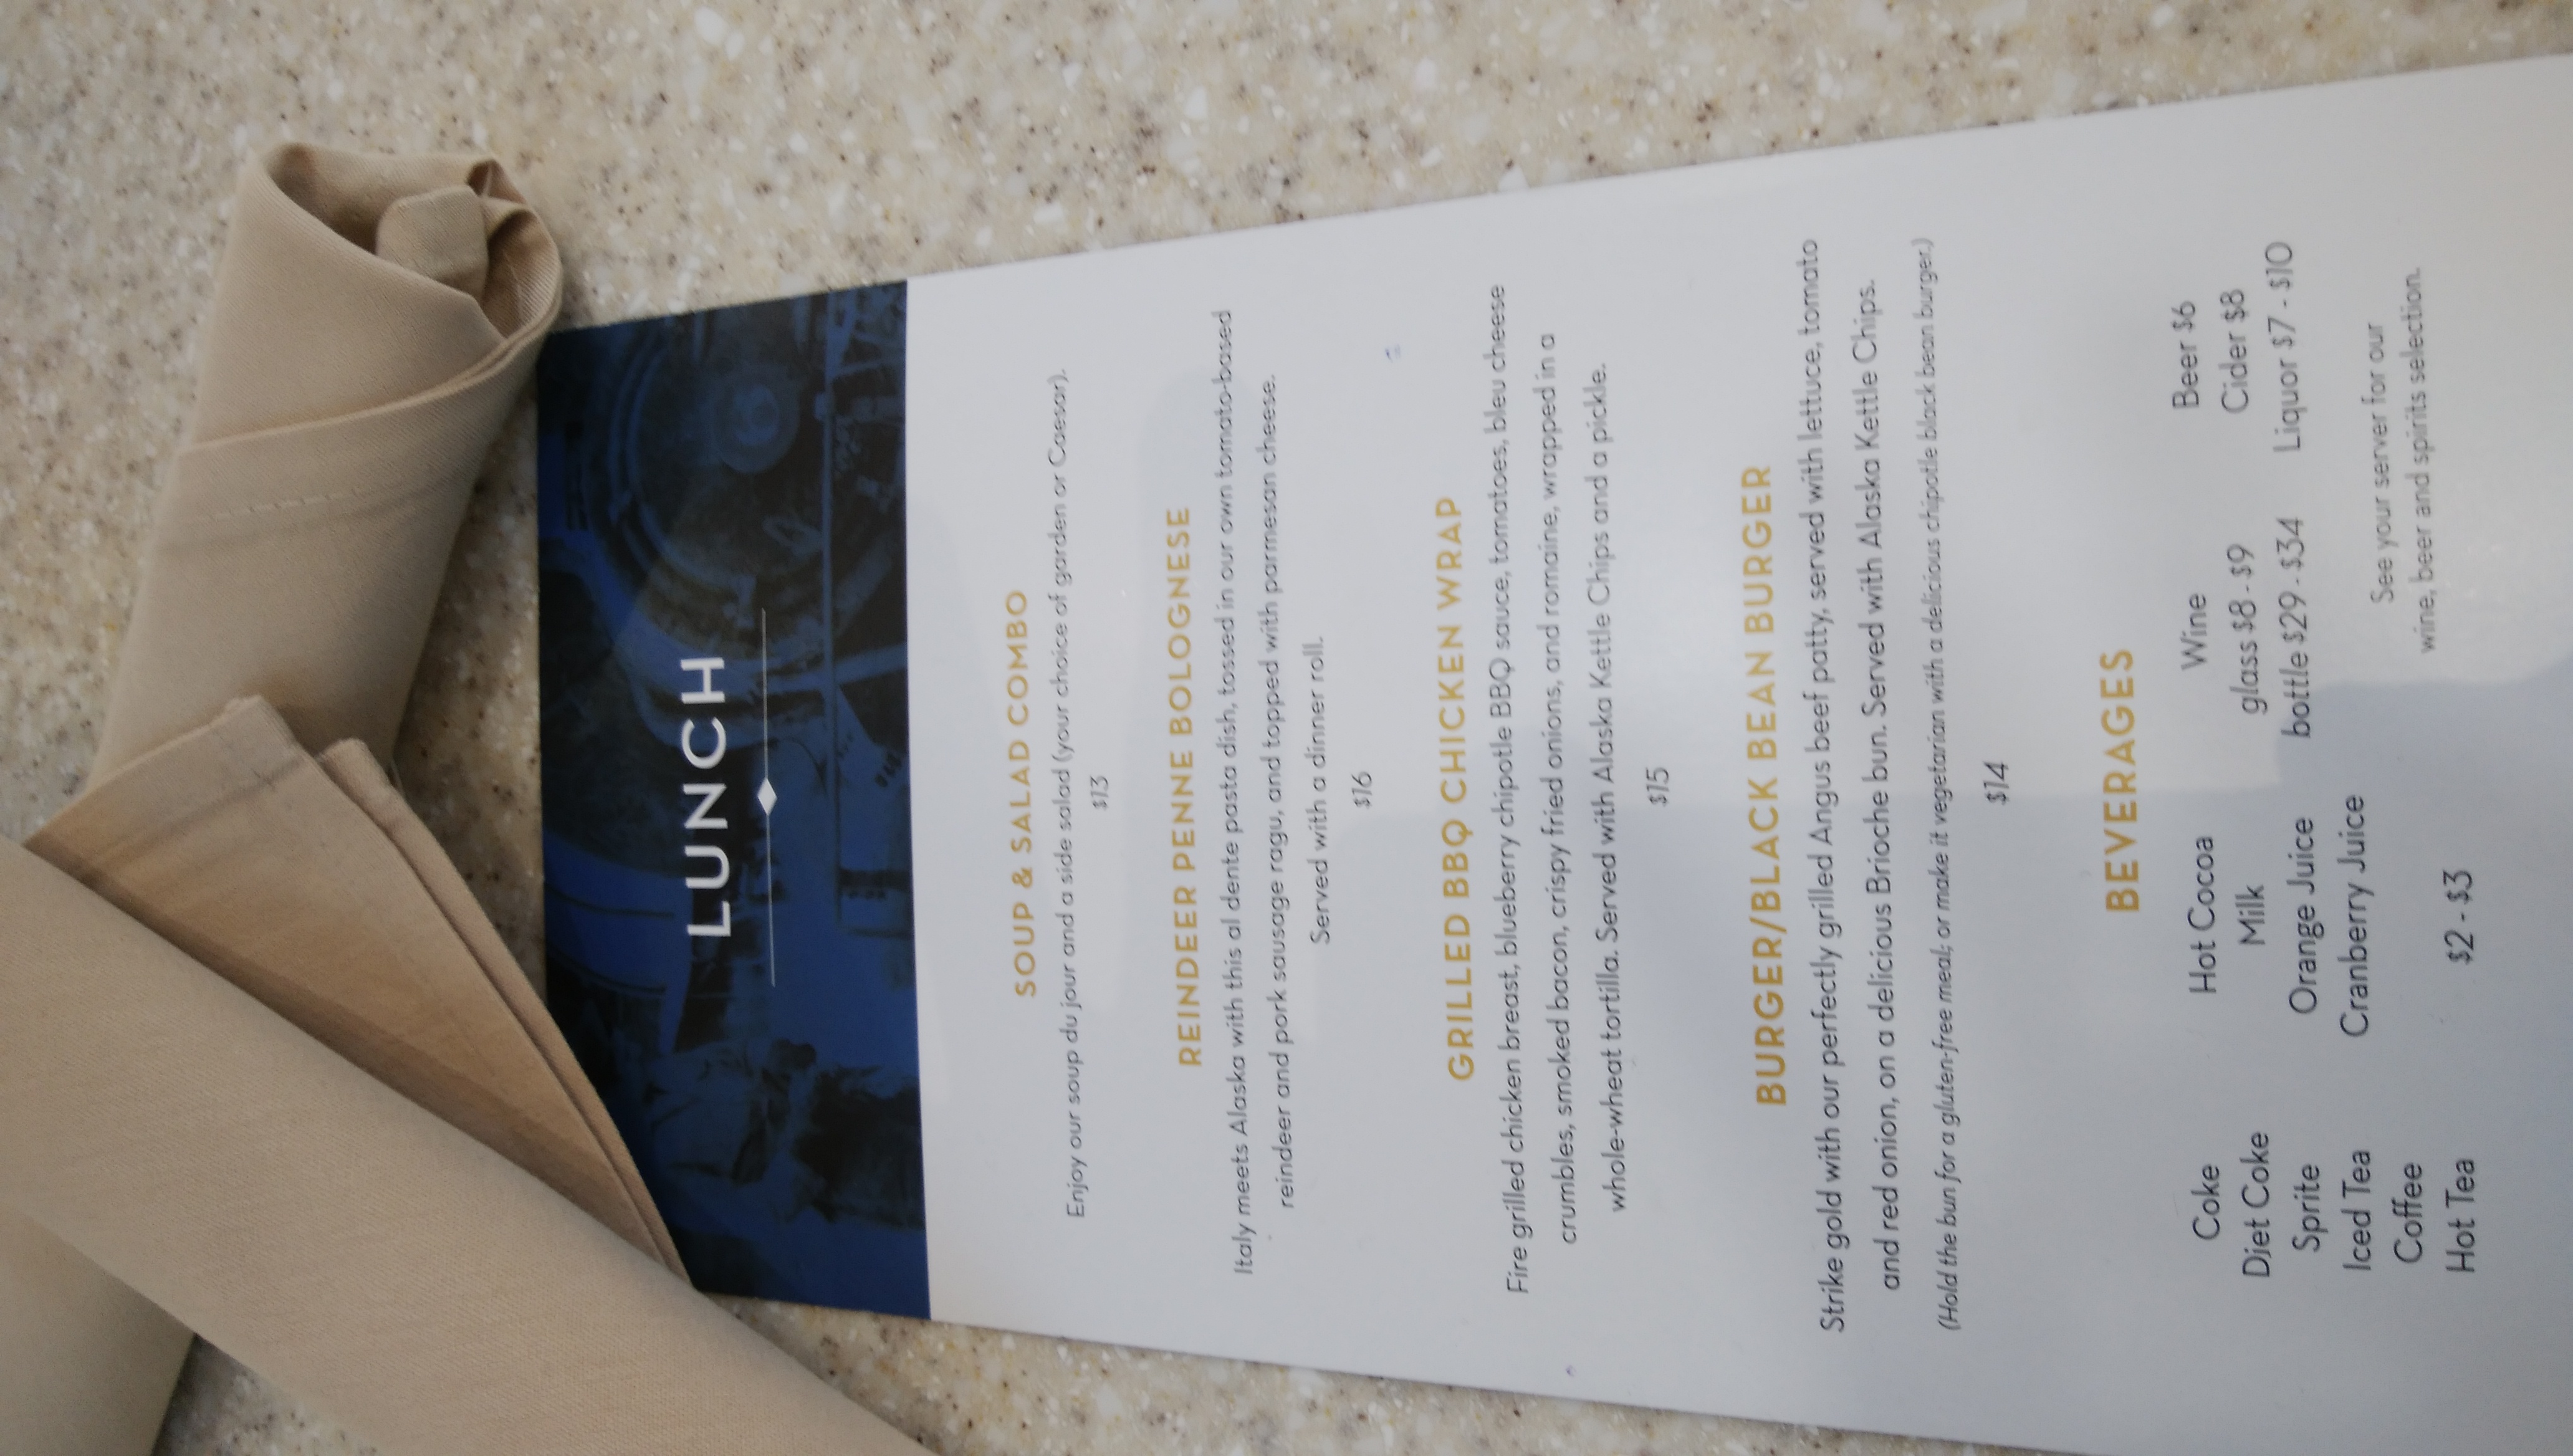 LUNCH
SOUP & SALAD COMBO
Enjoy our soup du jour and a side salad (your choice of garden or Caesar).
$13
REINDEER PENNE BOLOGNESE
Italy meets Alaska with this al dente pasta dish, tossed in our own tomato-based
reindeer and pork sausage ragu, and topped with parmesan cheese.
Served with a dinner roll.
$16
GRILLED BBQ CHICKEN WRAP
Fire grilled chicken breast, blueberry chipotle BBQ sauce, tomatoes, bleu cheese
crumbles, smoked bacon, crispy fried onions, and romaine, wrapped in a
whole-wheat tortilla. Served with Alaska Kettle Chips and a pickle.
$15
BURGER/BLACK BEAN BURGER
Strike gold with our perfectly grilled Angus beef patty, served with lettuce, tomato
and red onion, on a delicious Brioche bun. Served with Alaska Kettle Chips.
(Hold the bun for a gluten-free meal; or make it vegetarian with a delicious chipotle black bean burger.)
$14
BEVERAGES
Coke
Diet Coke
Sprite
Iced Tea
Coffee
Hot Tea
Hot Cocoa
Milk
Orange Juice
Cranberry Juice
$2 - $3
Wine
glass $8 - $9
bottle $29 - $34
Beer $6
Cider $8
Liquor $7 - $10
See your server for our
wine, beer and spirits selection.